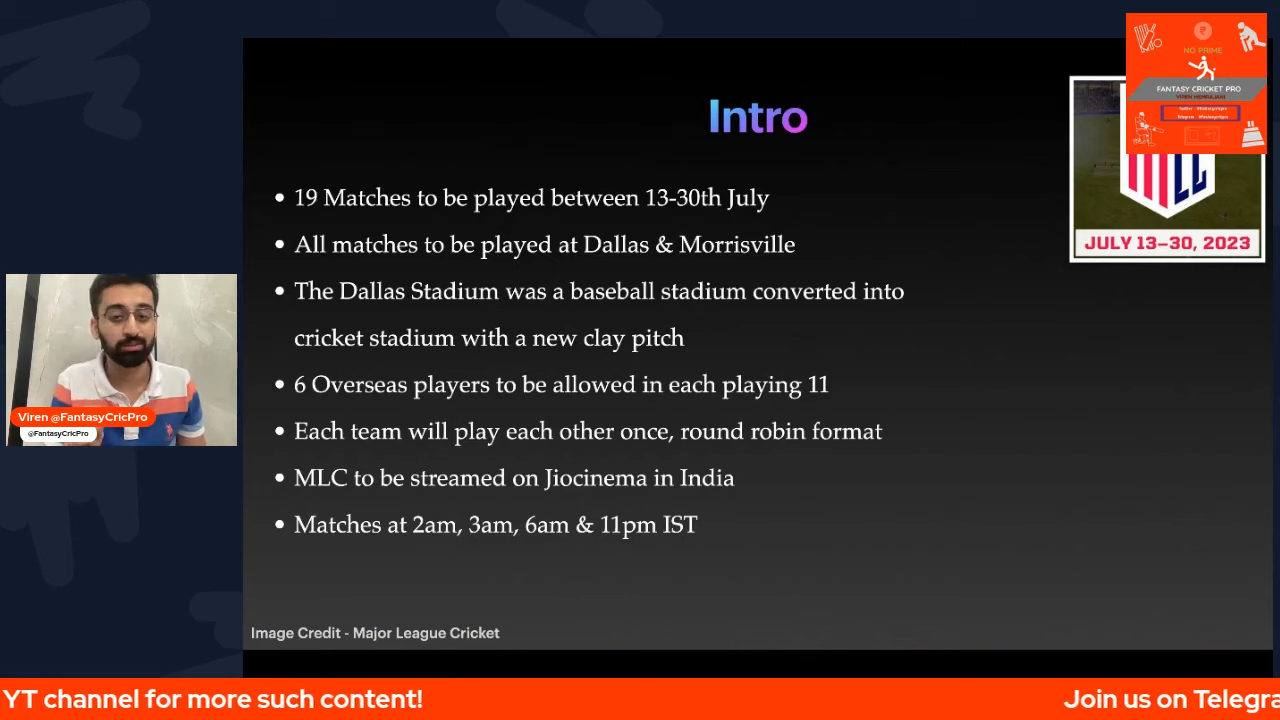 Intro
• 19 Matches to be played between 13-30th July
• All matches to be played at Dallas & Morrisville
• The Dallas Stadium was a baseball stadium converted into
cricket stadium with a new clay pitch
• 6 Overseas players to be allowed in each playing 11
• Each team will play each other once, round robin format
• MLC to be streamed on Jiocinema in India
• Matches at 2am, 3am, 6am & 11pm IST
Image Credit - Major League Cricket
NO PRIME
FANTASY CRICKET PRO
VIREN HEMRAJANI
JULY 13–30, 2023
Viren @FantasyCricPro
@FantasyCricPro
YT channel for more such content!
Join us on Telegra